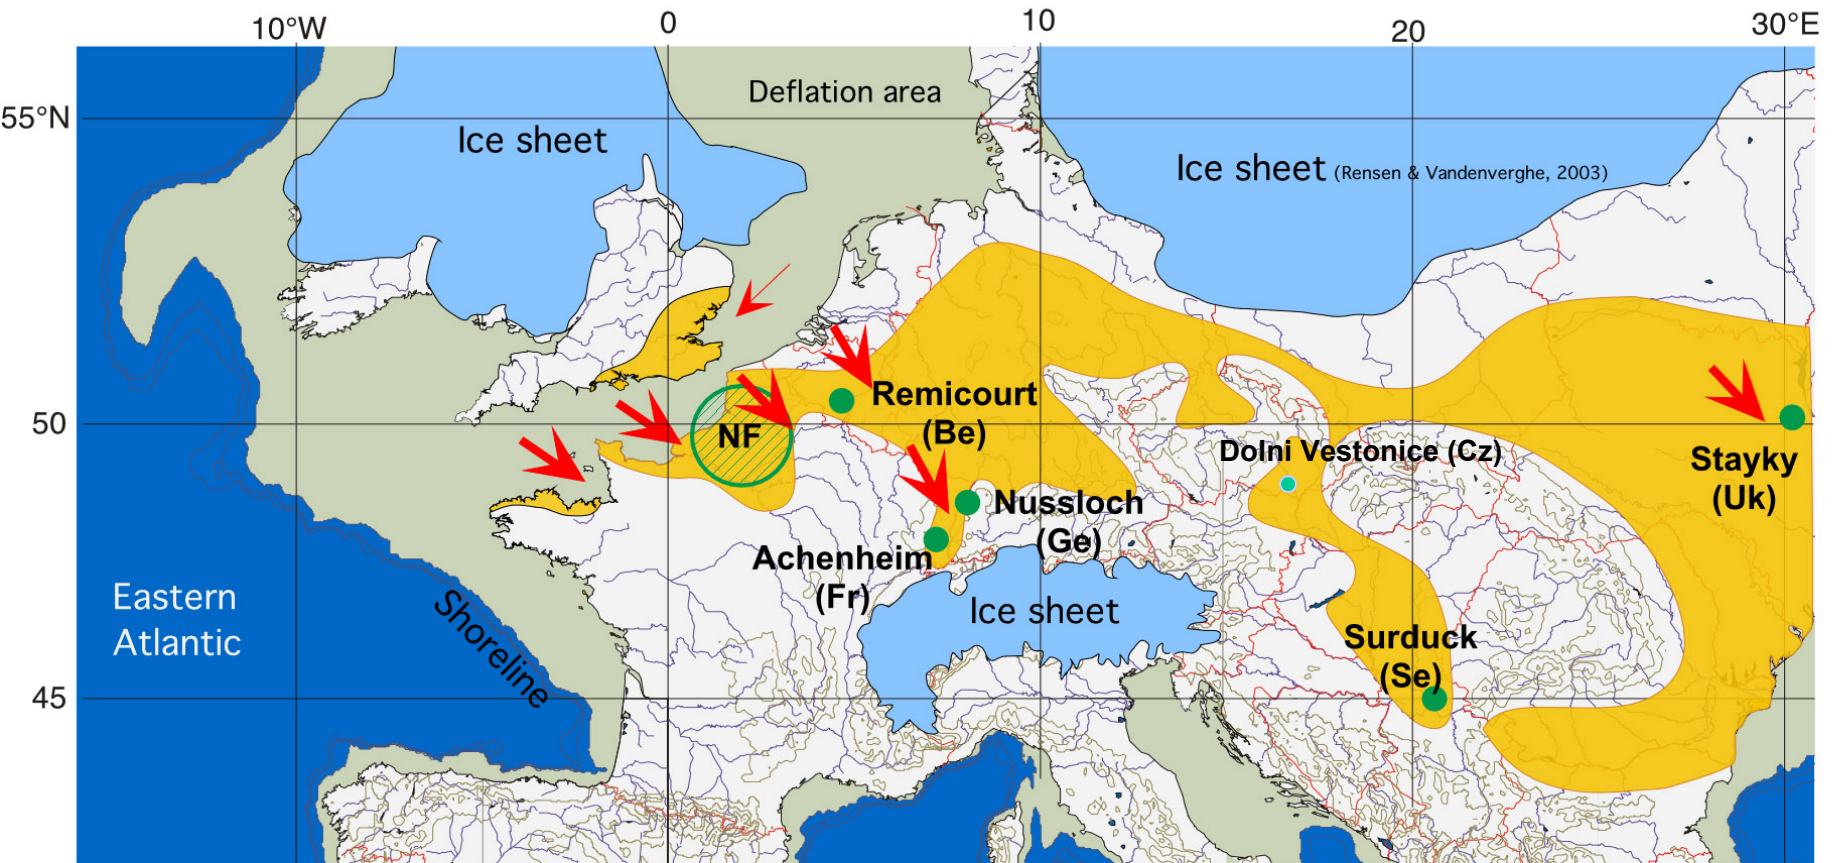 10°W
0
10
20
30°E
55°N
50
45
Deflation area
Ice sheet
Ice sheet (Rensen & Vandenverghe, 2003)
Remicourt
(Be)
NF
Dolni Vestonice (Cz)
Stayky
(Uk)
Nussloch
(Ge)
Achenheim
(Fr)
Ice sheet
Eastern
Atlantic
Shoreline
Surduck
(Se)